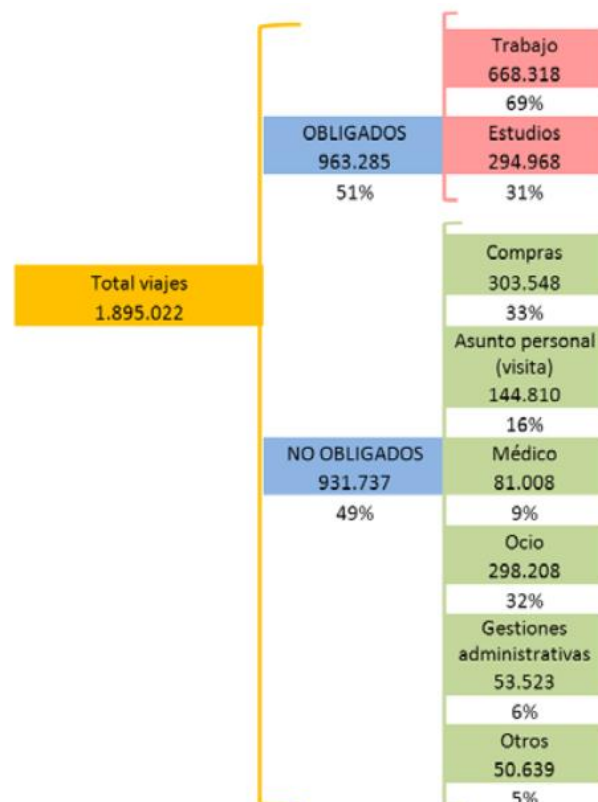 Total viajes
1.895.022
OBLIGADOS
963.285
51%
Trabajo
668.318
69%
Estudios
294.968
31%
NO OBLIGADOS
931.737
49%
Compras
303.548
33%
Asunto personal
(visita)
144.810
16%
Médico
81.008
9%
Ocio
298.208
32%
Gestiones
administrativas
53.523
6%
Otros
50.639
5%